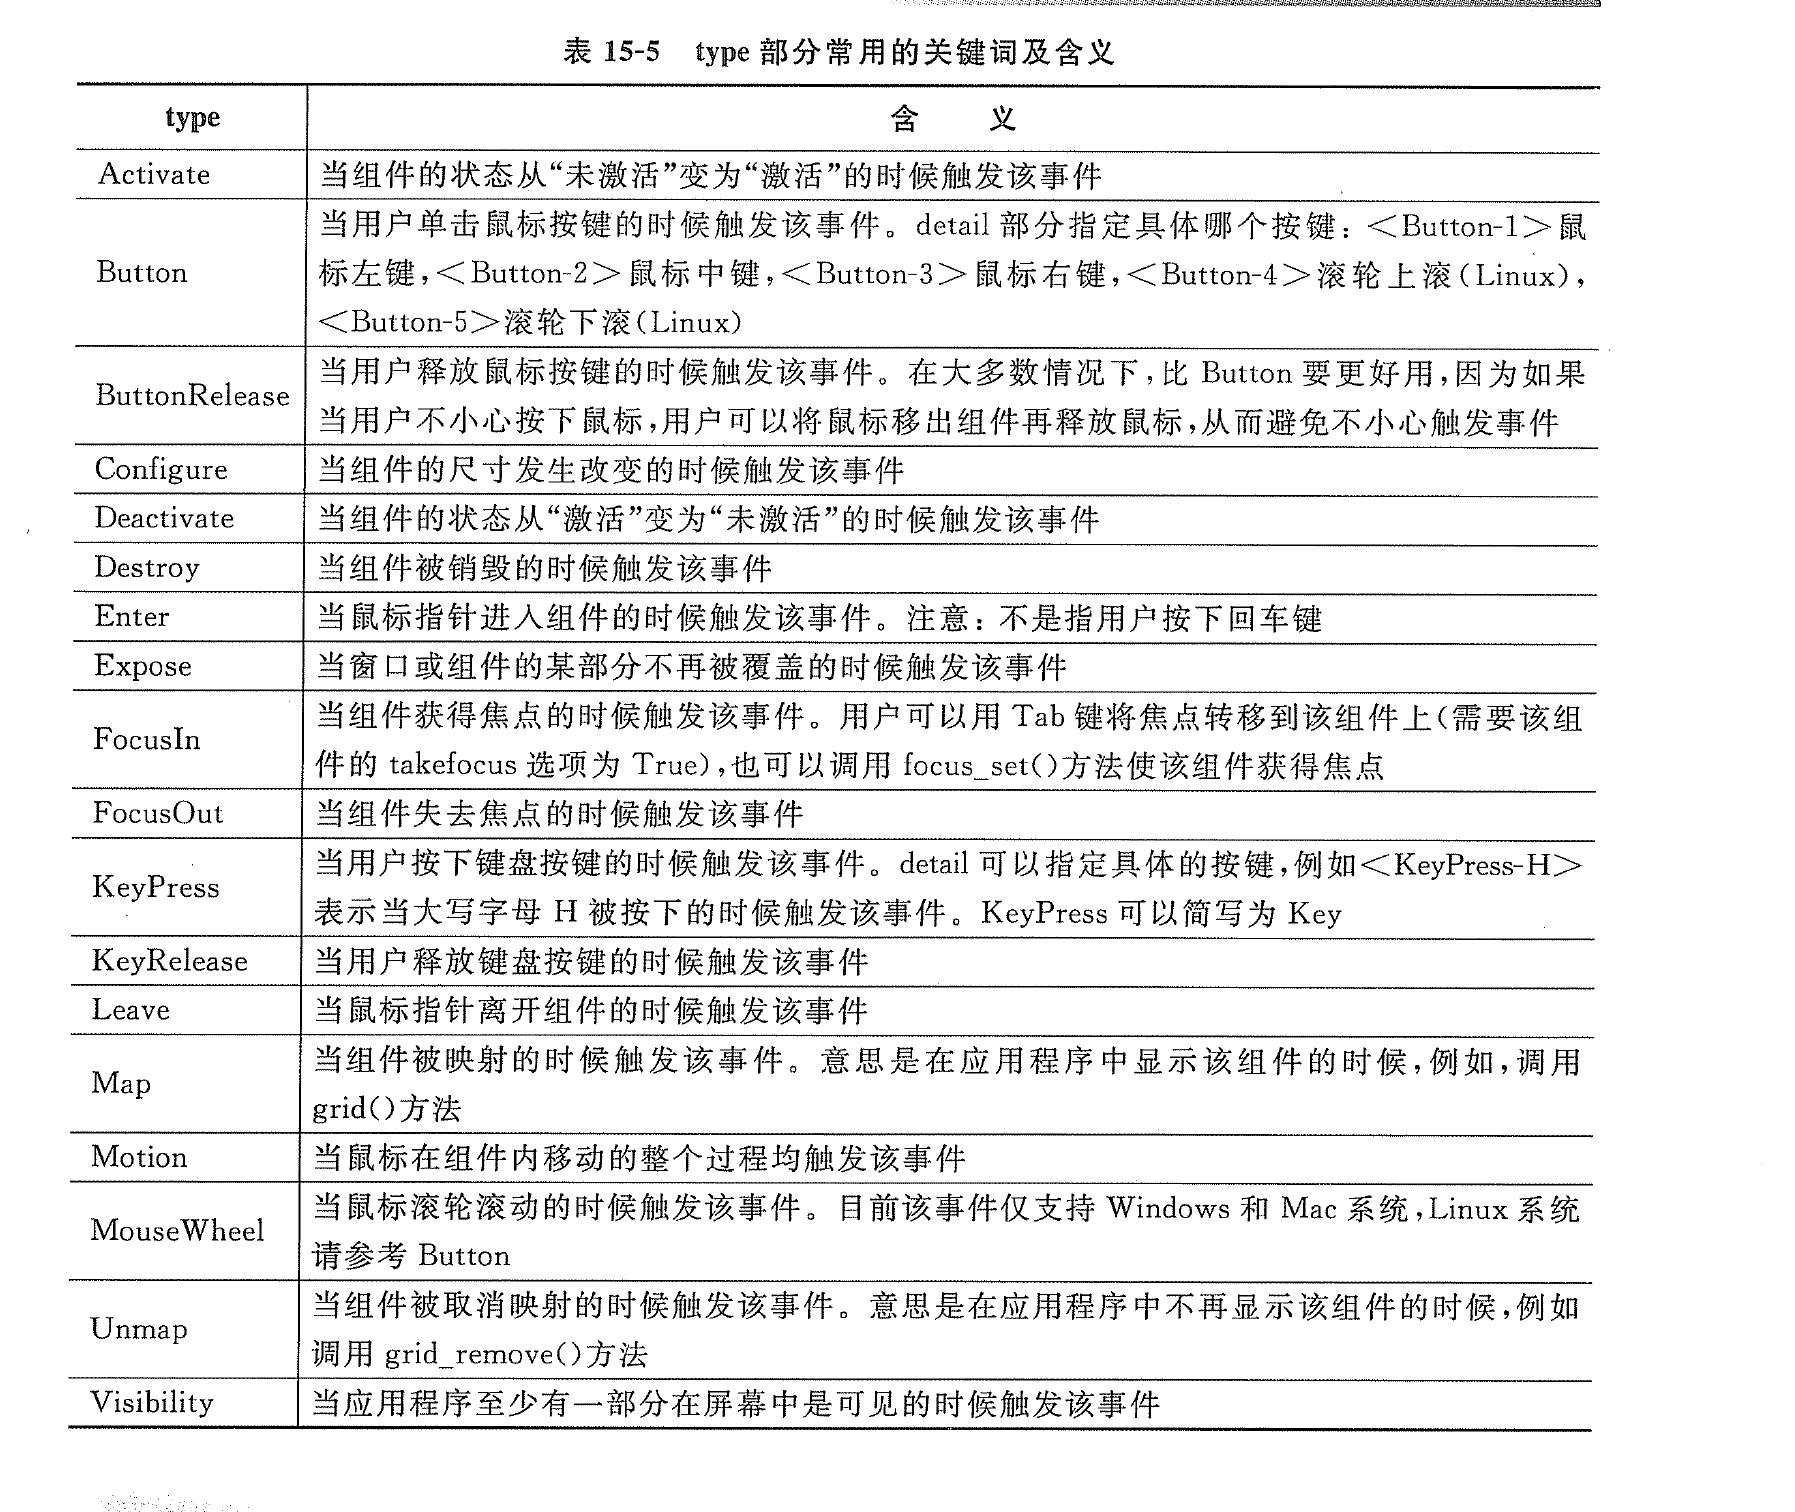 表 15-5 type 部分常用的关键词及含义
type 含 义
Activate 当组件的状态从“未激活”变为“激活”的时候触发该事件
当用户单击鼠标按键的时候触发该事件。detail 部分指定具体哪个按键：<Button-1>鼠
Button 标左键，<Button-2>鼠标中键，<Button-3>鼠标右键，<Button-4>滚轮上滚(Linux)，
<Button-5>滚轮下滚(Linux)
当用户释放鼠标按键的时候触发该事件。在大多数情况下，比 Button 要更好用，因为如果
ButtonRelease
当用户不小心按下鼠标，用户可以将鼠标移出组件再释放鼠标，从而避免不小心触发事件
Configure 当组件的尺寸发生改变的时候触发该事件
Deactivate 当组件的状态从“激活”变为“未激活”的时候触发该事件
Destroy 当组件被销毁的时候触发该事件
Enter 当鼠标指针进入组件的时候触发该事件。注意：不是指用户按下回车键
Expose 当窗口或组件的某部分不再被覆盖的时候触发该事件
当组件获得焦点的时候触发该事件。用户可以用 Tab 键将焦点转移到该组件上(需要该组
FocusIn
件的 takefocus 选项为 True)，也可以调用 focus_set()方法使该组件获得焦点
FocusOut 当组件失去焦点的时候触发该事件
当用户按下键盘按键的时候触发该事件。detail 可以指定具体的按键，例如<KeyPress-H>
KeyPress
表示当大写字母 H 被按下的时候触发该事件。KeyPress 可以简写为 Key
KeyRelease 当用户释放键盘按键的时候触发该事件
Leave 当鼠标指针离开组件的时候触发该事件
当组件被映射的时候触发该事件。意思是在应用程序中显示该组件的时候，例如，调用
Map
grid()方法
Motion 当鼠标在组件内移动的整个过程均触发该事件
当鼠标滚轮滚动的时候触发该事件。目前该事件仅支持 Windows 和 Mac 系统，Linux 系统
MouseWheel
请参考 Button
当组件被取消映射的时候触发该事件。意思是在应用程序中不再显示该组件的时候，例如
Unmap
调用 grid_remove()方法
Visibility 当应用程序至少有一部分在屏幕中是可见的时候触发该事件